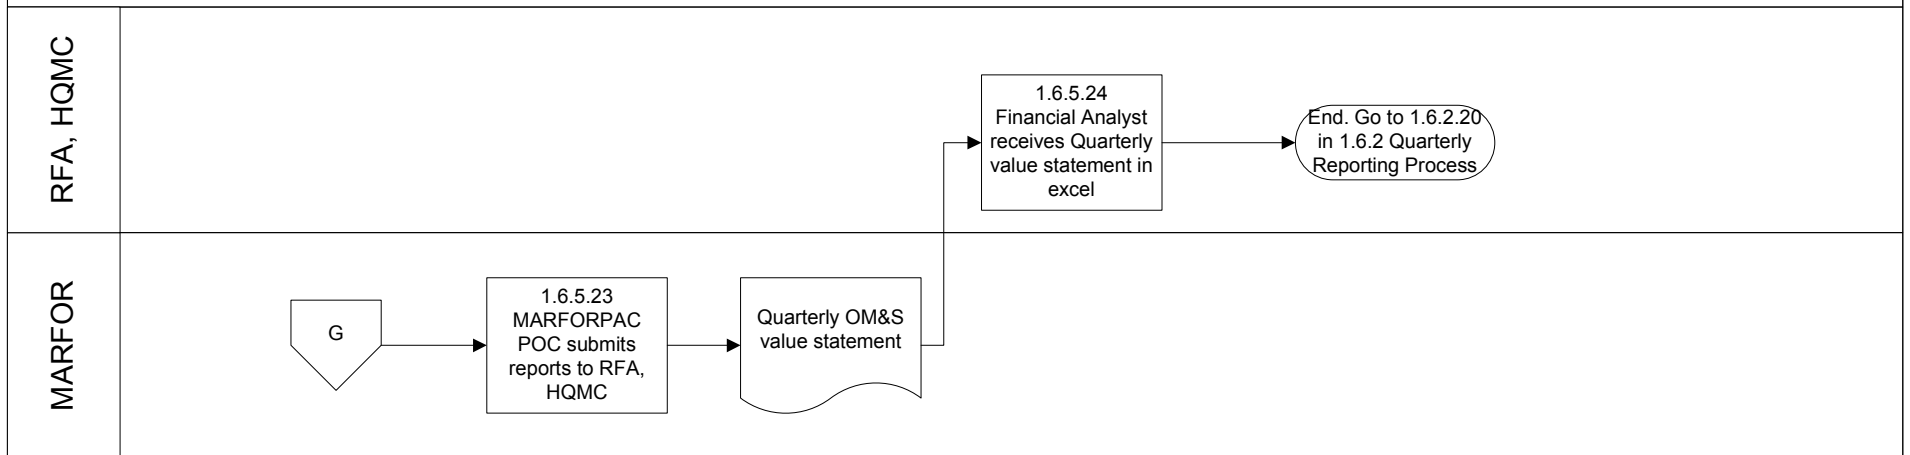 RFA, HQMC
1.6.5.24
Financial Analyst
receives Quarterly
value statement in
excel
End. Go to 1.6.2.20
in 1.6.2 Quarterly
Reporting Process
MARFOR
G
1.6.5.23
MARFORPAC
POC submits
reports to RFA,
HQMC
Quarterly OM&S
value statement